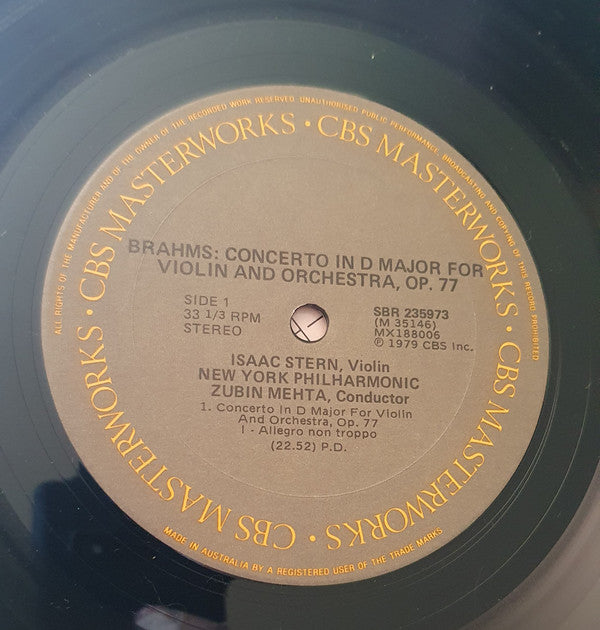 ALL RIGHTS OF THE MANUFACTURER AND OF THE OWNER OF THE RECORDED WORK RESERVED. UNAUTHORISED PUBLIC PERFORMANCE, BROADCASTING AND COPYING OF THIS RECORD PROHIBITED
CBS MASTERWORKS • CBS MASTERWORKS • CBS MASTERWORKS • CBS MASTERWORKS •
BRAHMS: CONCERTO IN D MAJOR FOR
VIOLIN AND ORCHESTRA, OP. 77
SIDE 1
33 1/3 RPM
STEREO
SBR 235973
(M 35146)
MX188006
℗ 1979 CBS Inc.
ISAAC STERN, Violin
NEW YORK PHILHARMONIC
ZUBIN MEHTA, Conductor
1. Concerto In D Major For Violin
And Orchestra, Op. 77
I - Allegro non troppo
(22.52) P.D.
MADE IN AUSTRALIA BY A REGISTERED USER OF THE TRADE MARKS